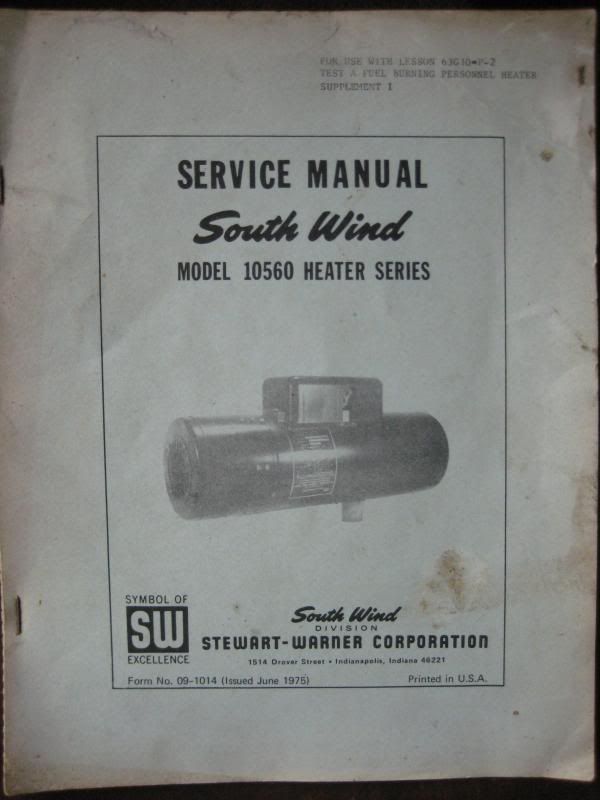 FOR USE WITH LESSON 63G10-P-2
TEST A FUEL BURNING PERSONNEL HEATER
SUPPLEMENT 1
SERVICE MANUAL
South Wind
MODEL 10560 HEATER SERIES
SYMBOL OF
SW
EXCELLENCE
South Wind
DIVISION
STEWART-WARNER CORPORATION
1514 Drover Street • Indianapolis, Indiana 46221
Form No. 09-1014 (Issued June 1975)
Printed in U.S.A.